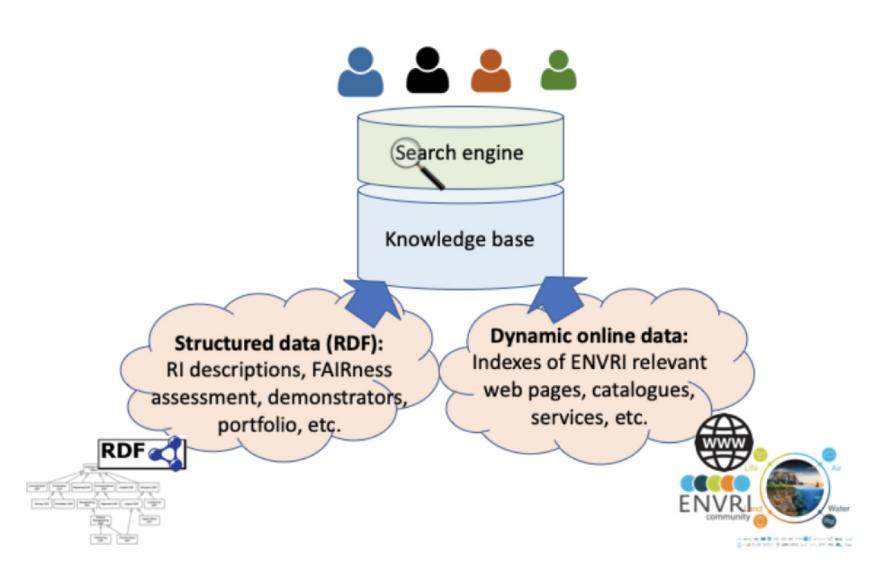 Search engine
Knowledge base
Structured data (RDF):
RI descriptions, FAIRness
assessment, demonstrators,
portfolio, etc.
Dynamic online data:
Indexes of ENVRI relevant
web pages, catalogues,
services, etc.
RDF
WWW
Life
Air
ENVRI
community
Land
Water